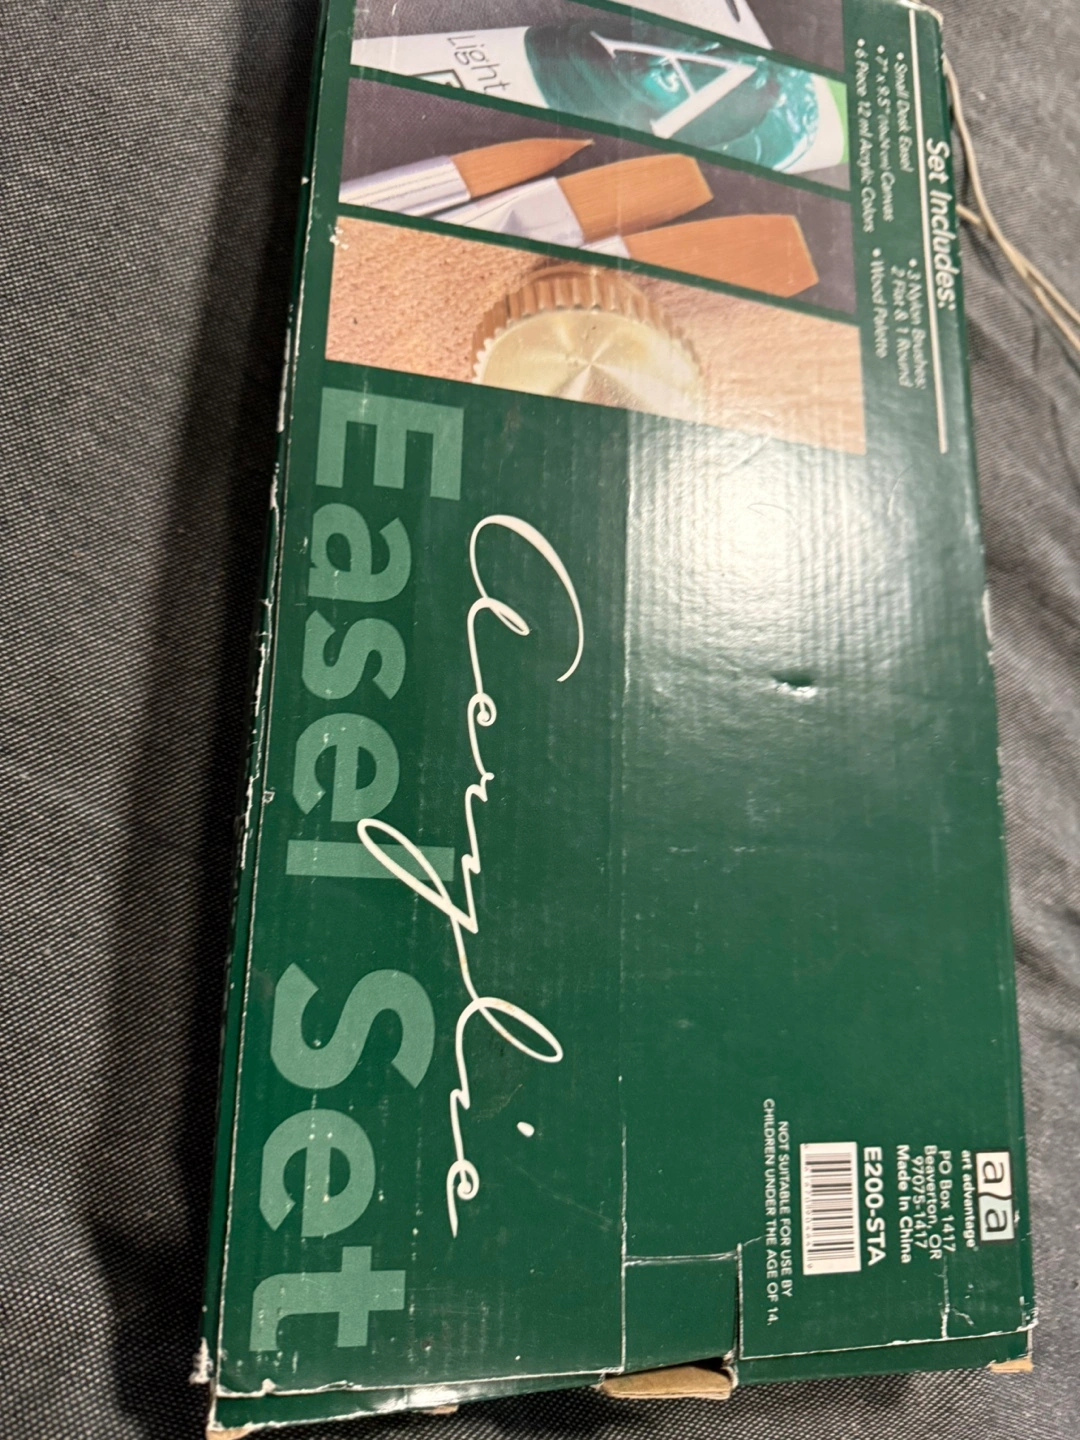 Light
Set Includes:
• Small Desk Easel
• 7" x 9.5" (18x24cm) Canvas
• 6 Piece 12 ml Acrylic Colors
• 3 Nylon Brushes:
2 Flat & 1 Round
• Wood Palette
Easel Set
Acrylic
a/a
art advantage
PO Box 1417
Beaverton, OR
97075-1417
Made In China
E200-STA
NOT SUITABLE FOR USE BY
CHILDREN UNDER THE AGE OF 14.